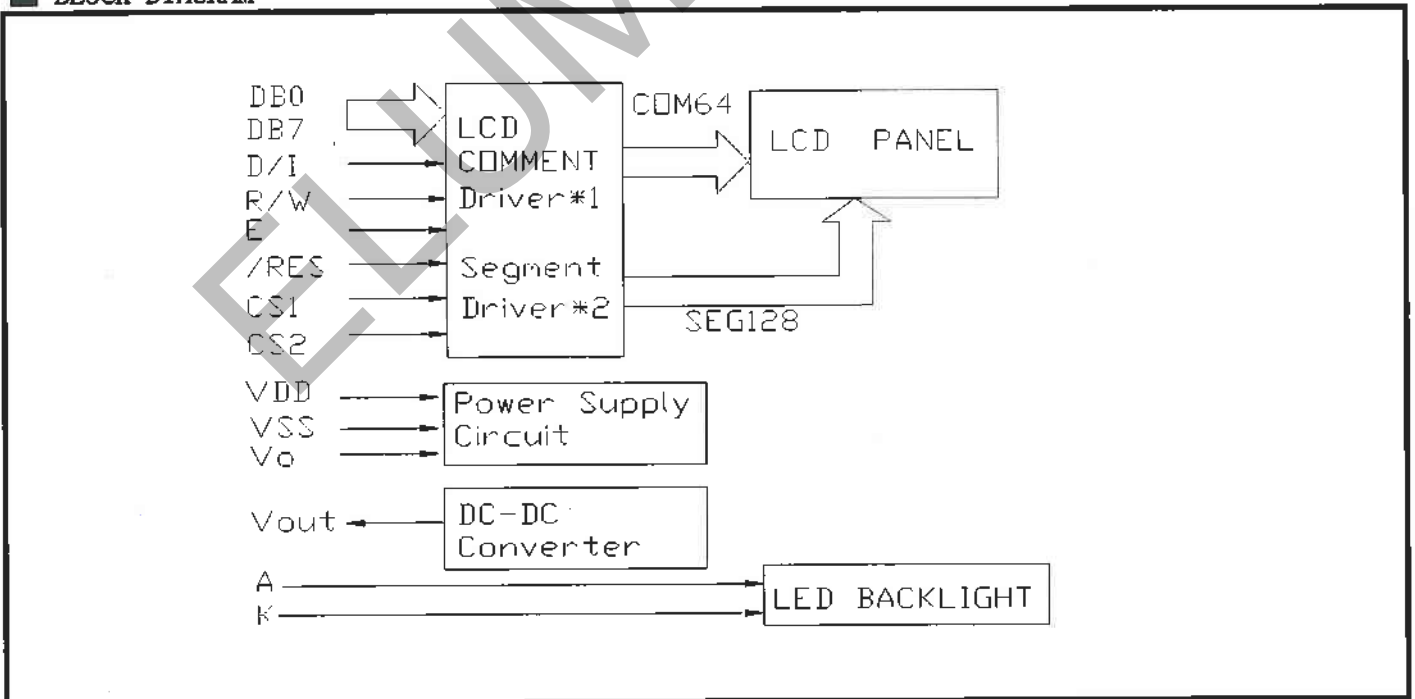 BLOCK DIAGRAM
DB0
DB7
D/I
R/W
E
/RES
CS1
CS2
LCD
COMMENT
Driver*1
Segment
Driver*2
COM64
SEG128
LCD PANEL
VDD
VSS
Vo
Power Supply
Circuit
Vout
DC-DC
Converter
A
K
LED BACKLIGHT
ELUM